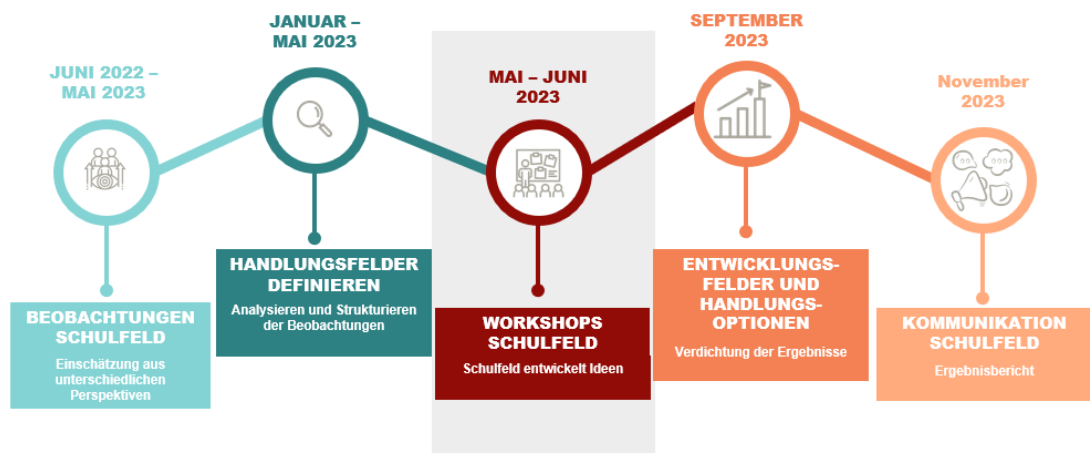 JUNI 2022 –
MAI 2023
BEOBACHTUNGEN
SCHULFELD
Einschätzung aus
unterschiedlichen
Perspektiven
JANUAR –
MAI 2023
HANDLUNGSFELDER
DEFINIEREN
Analysieren und Strukturieren
der Beobachtungen
MAI – JUNI
2023
WORKSHOPS
SCHULFELD
Schulfeld entwickelt Ideen
SEPTEMBER
2023
ENTWICKLUNGS-
FELDER UND
HANDLUNGS-
OPTIONEN
Verdichtung der Ergebnisse
November
2023
KOMMUNIKATION
SCHULFELD
Ergebnisbericht